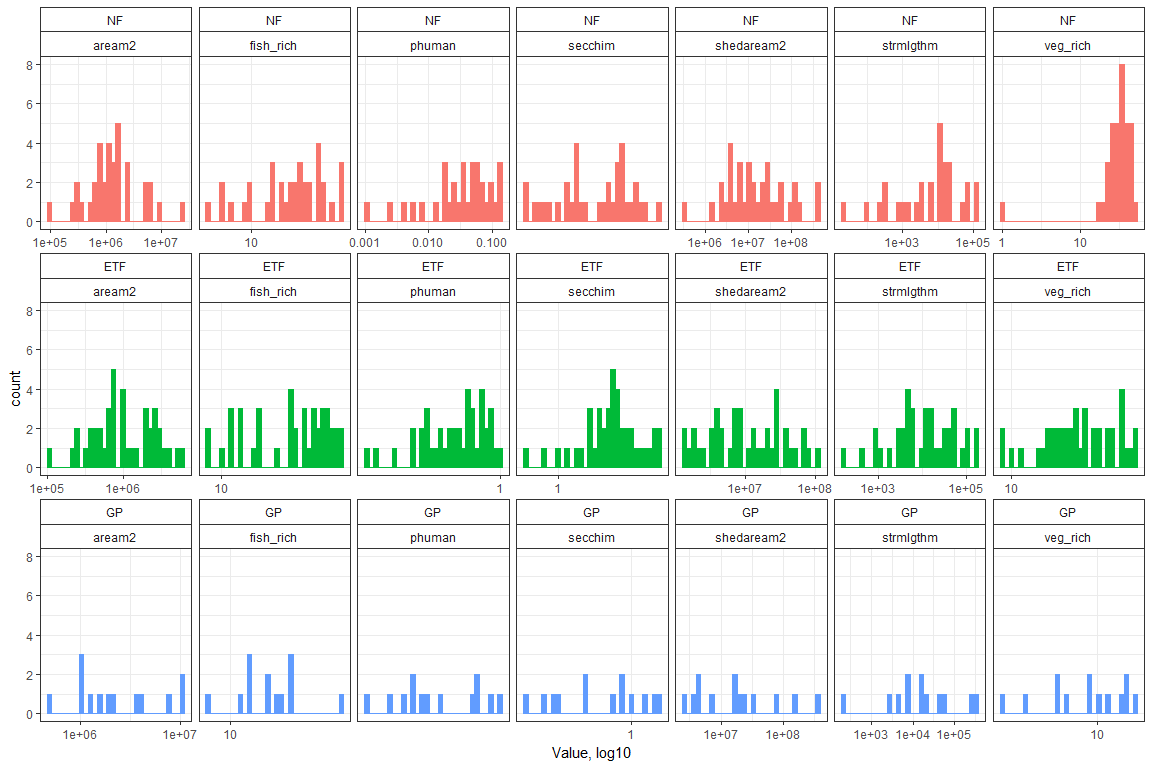 NF NF NF NF NF NF NF
aream2 fish_rich phuman secchim shedaream2 strmlgthm veg_rich
8
6
4
2
0
1e+05 1e+06 1e+07 10 0.001 0.010 0.100 1e+06 1e+07 1e+08 1e+03 1e+05 1 10
ETF ETF ETF ETF ETF ETF ETF
aream2 fish_rich phuman secchim shedaream2 strmlgthm veg_rich
8
6
count
4
2
0
1e+05 1e+06 10 1 1 1e+07 1e+08 1e+03 1e+05 10
GP GP GP GP GP GP GP
aream2 fish_rich phuman secchim shedaream2 strmlgthm veg_rich
8
6
4
2
0
1e+06 1e+07 10 1 1e+07 1e+08 1e+03 1e+04 1e+05 10
Value, log10